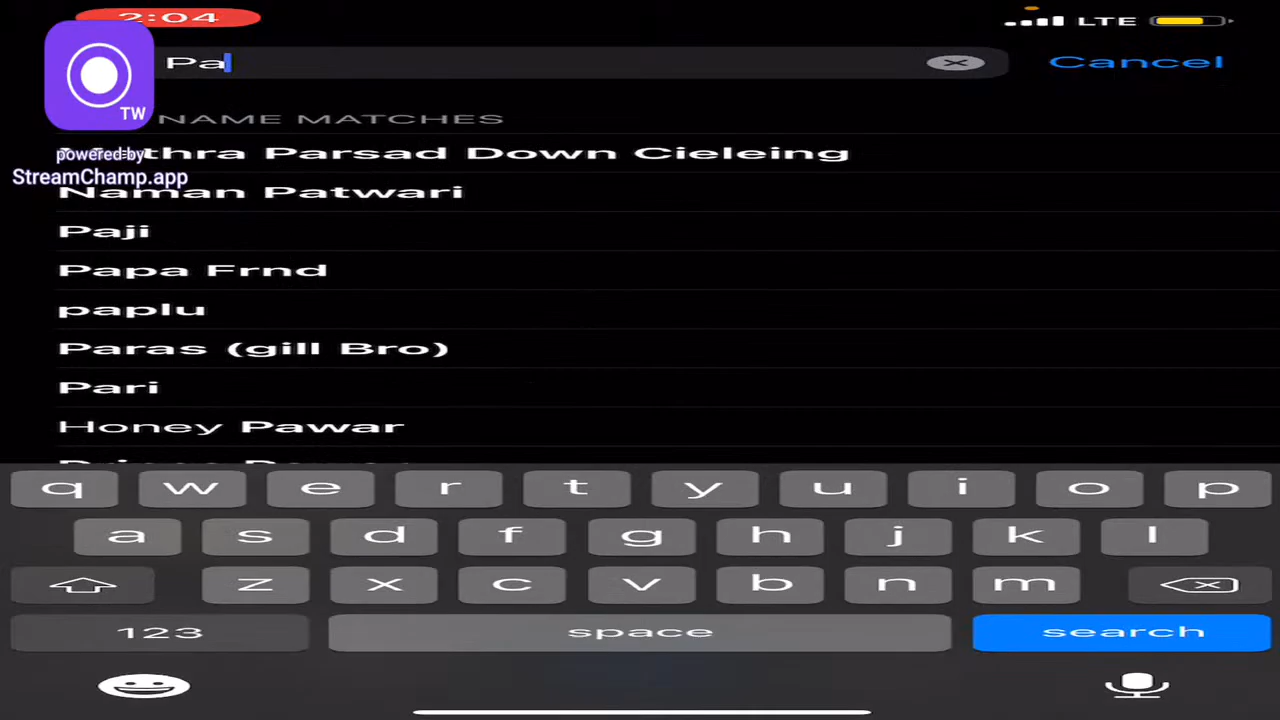 2:04
LTE
Pa
Cancel
TW
NAME MATCHES
powered by
thra Parsad Down Cieleing
StreamChamp.app
Naman Patwari
Paji
Papa Frnd
paplu
Paras (gill Bro)
Pari
Honey Pawar
q w e r t y u i o p
a s d f g h j k l
z x c v b n m
123 space search